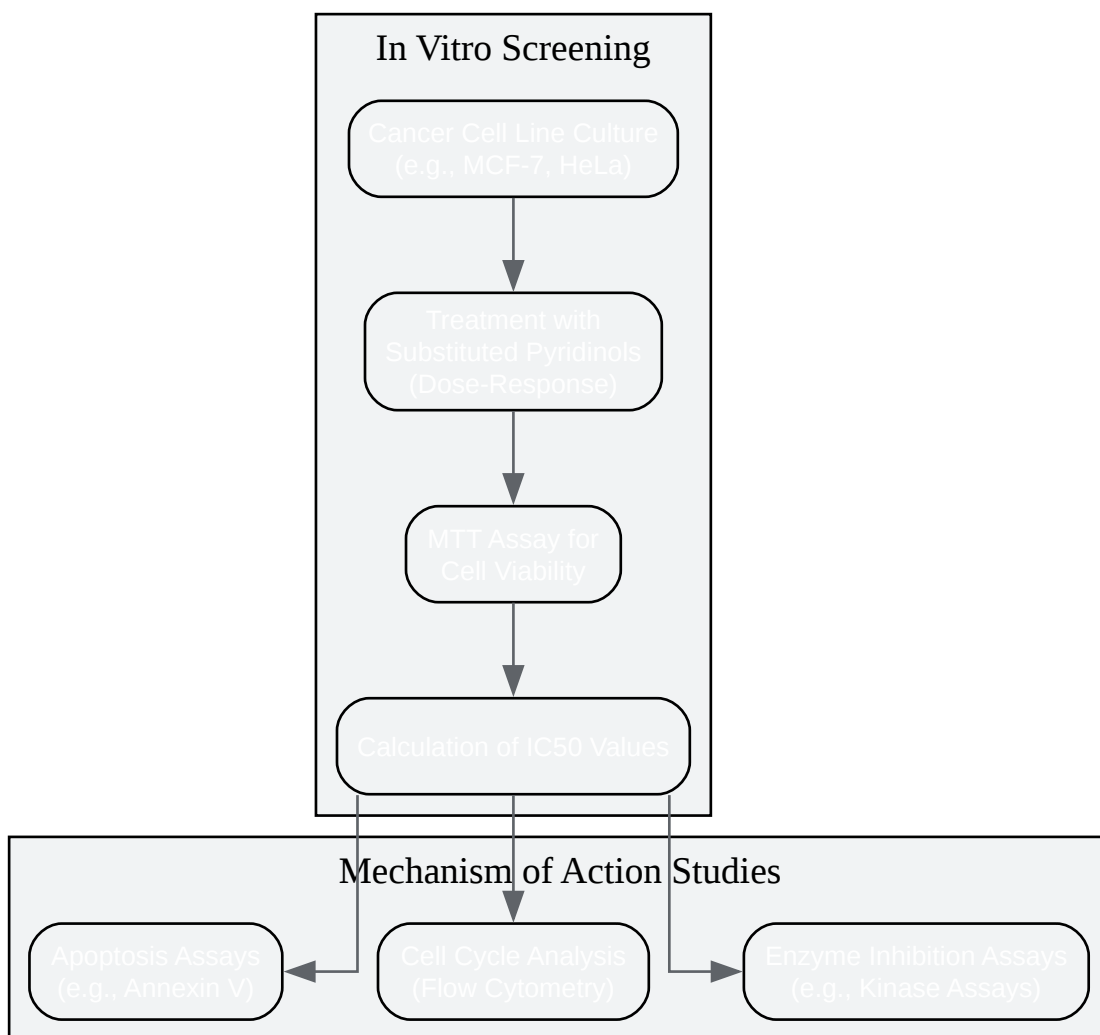 In Vitro Screening
Cancer Cell Line Culture
(e.g., MCF-7, HeLa)
Treatment with
Substituted Pyridinols
(Dose-Response)
MTT Assay for
Cell Viability
Calculation of IC50 Values
Mechanism of Action Studies
Apoptosis Assays
(e.g., Annexin V)
Cell Cycle Analysis
(Flow Cytometry)
Enzyme Inhibition Assays
(e.g., Kinase Assays)